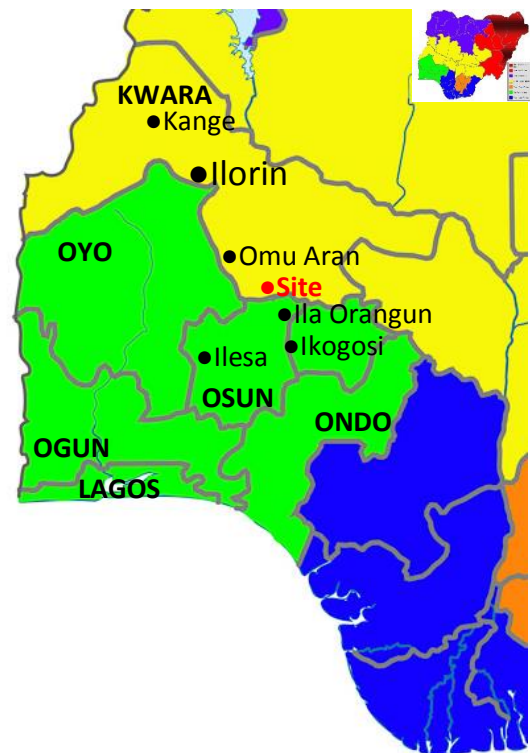 KWARA
Kange
Ilorin
OYO
Omu Aran
Site
Ila Orangun
Ikogosi
Ilesa
OSUN
ONDO
OGUN
LAGOS